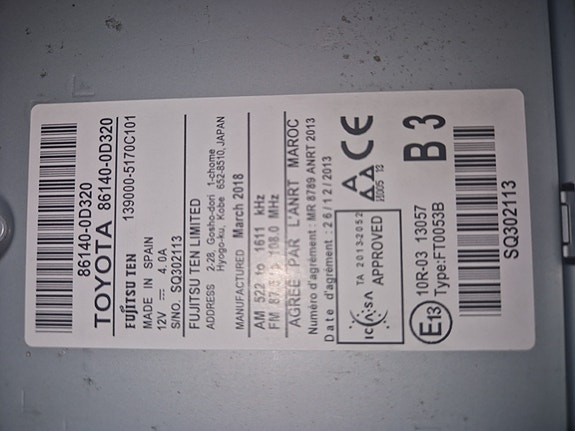 86140-0D320
TOYOTA 86140-0D320
FUJITSU TEN 139000-5170C101
MADE IN SPAIN
12V ⎓ 4.0A
S/NO. SQ302113
FUJITSU TEN LIMITED
ADDRESS 2-28, Gosho-dori 1-chome
Hyogo-ku, Kobe 652-8510, JAPAN
MANUFACTURED March 2018
AM 522 to 1611 kHz
FM 87.5 to 108.0 MHz
AGREE PAR L'ANRT MAROC
Numéro d'agrément : MR 8789 ANRT 2013
Date d'agrément : 26/12/2013
ICASA
TA 2013-2052
APPROVED
CE
E13
10R-03 13057
Type:FT0053B
B3
SQ302113